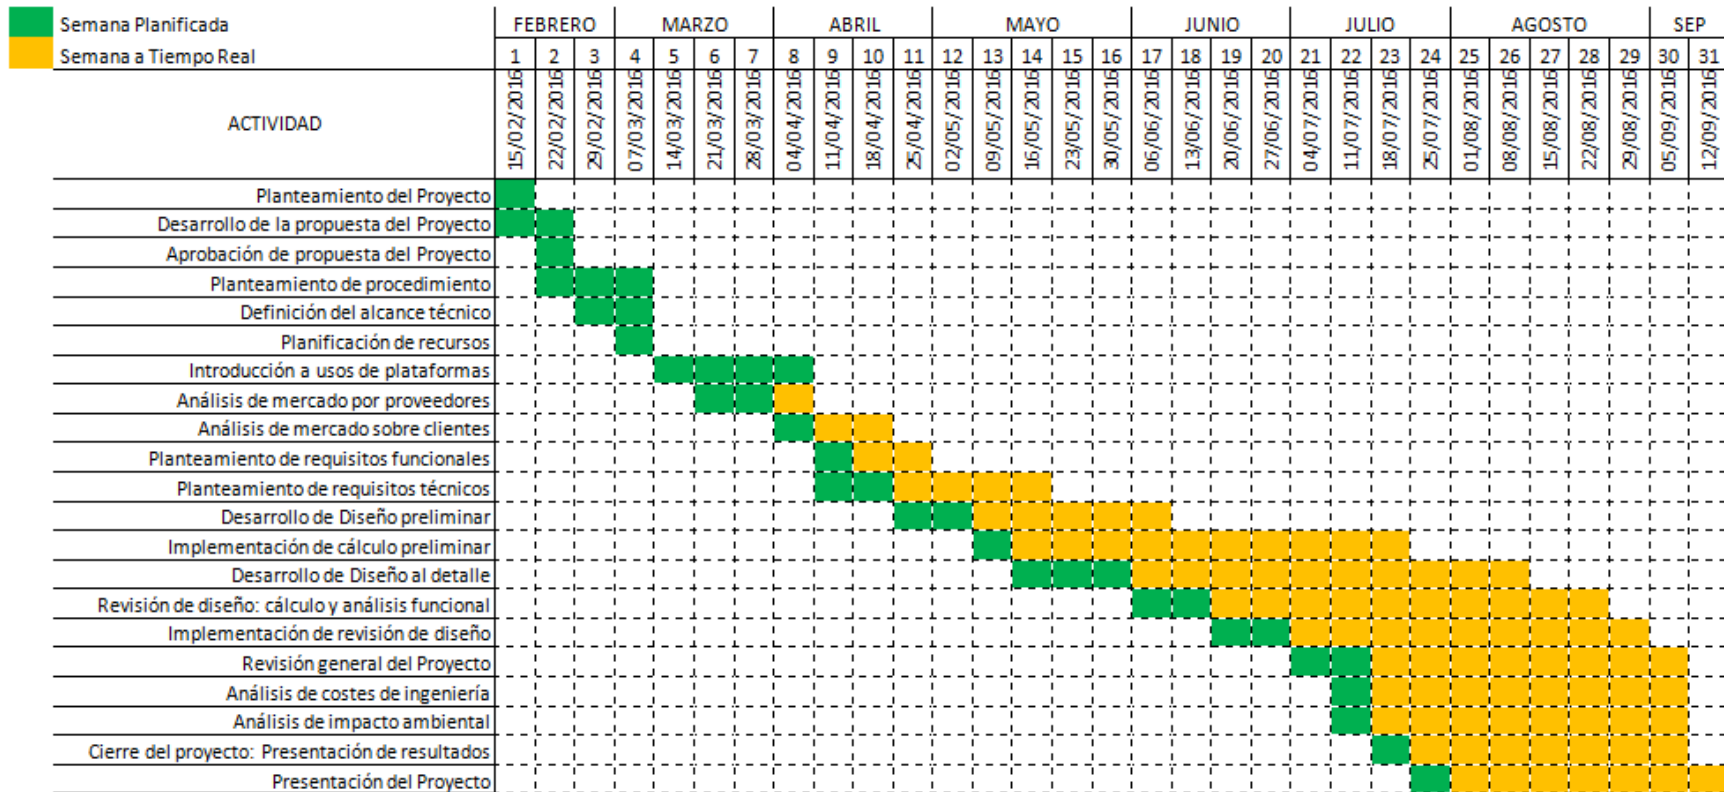 Semana Planificada
Semana a Tiempo Real
FEBRERO MARZO ABRIL MAYO JUNIO JULIO AGOSTO SEP
1 2 3 4 5 6 7 8 9 10 11 12 13 14 15 16 17 18 19 20 21 22 23 24 25 26 27 28 29 30 31
ACTIVIDAD
15/02/2016 22/02/2016 29/02/2016 07/03/2016 14/03/2016 21/03/2016 28/03/2016 04/04/2016 11/04/2016 18/04/2016 25/04/2016 02/05/2016 09/05/2016 16/05/2016 23/05/2016 30/05/2016 06/06/2016 13/06/2016 20/06/2016 27/06/2016 04/07/2016 11/07/2016 18/07/2016 25/07/2016 01/08/2016 08/08/2016 15/08/2016 22/08/2016 29/08/2016 05/09/2016 12/09/2016
Planteamiento del Proyecto
Desarrollo de la propuesta del Proyecto
Aprobación de propuesta del Proyecto
Planteamiento de procedimiento
Definición del alcance técnico
Planificación de recursos
Introducción a usos de plataformas
Análisis de mercado por proveedores
Análisis de mercado sobre clientes
Planteamiento de requisitos funcionales
Planteamiento de requisitos técnicos
Desarrollo de Diseño preliminar
Implementación de cálculo preliminar
Desarrollo de Diseño al detalle
Revisión de diseño: cálculo y análisis funcional
Implementación de revisión de diseño
Revisión general del Proyecto
Análisis de costes de ingeniería
Análisis de impacto ambiental
Cierre del proyecto: Presentación de resultados
Presentación del Proyecto